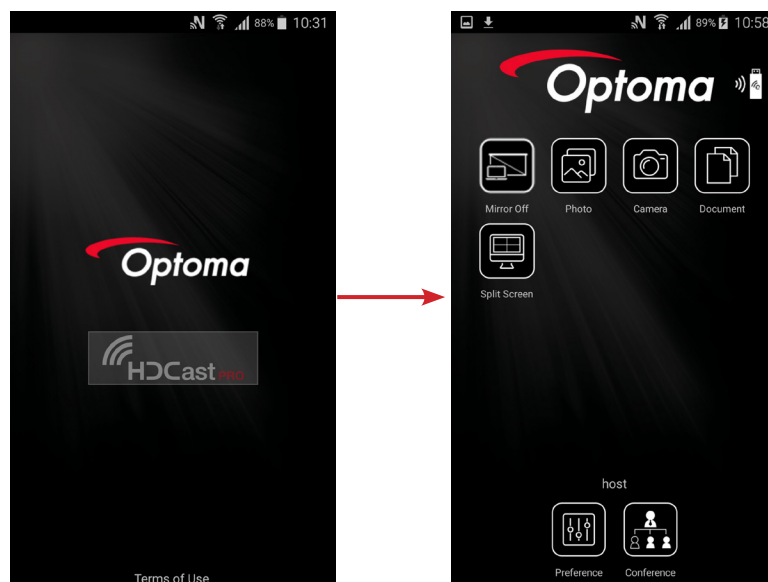 88% 10:31
Optoma
HDCast PRO
Terms of Use
89% 10:58
Optoma
Mirror Off Photo Camera Document
Split Screen
host
Preference Conference